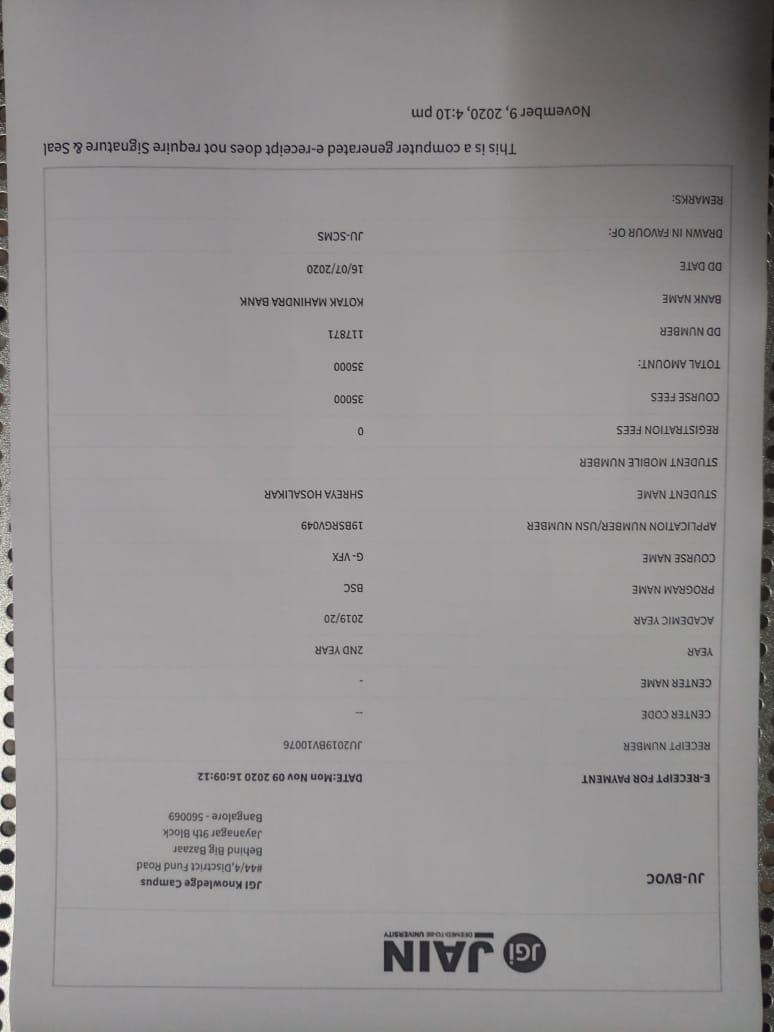 JGi JAIN
DEEMED-TO-BE UNIVERSITY
JU-BVOC
JGI Knowledge Campus
#44/4,Disctrict Fund Road
Behind Big Bazaar
Jayanagar 9th Block
Bangalore - 560069
E-RECEIPT FOR PAYMENT DATE:Mon Nov 09 2020 16:09:12
RECEIPT NUMBER JU2019BV10076
CENTER CODE --
CENTER NAME -
YEAR 2ND YEAR
ACADEMIC YEAR 2019/20
PROGRAM NAME BSC
COURSE NAME G- VFX
APPLICATION NUMBER/USN NUMBER 19BSRGV049
STUDENT NAME SHREYA HOSALIKAR
STUDENT MOBILE NUMBER
REGISTRATION FEES 0
COURSE FEES 35000
TOTAL AMOUNT: 35000
DD NUMBER 117871
BANK NAME KOTAK MAHINDRA BANK
DD DATE 16/07/2020
DRAWN IN FAVOUR OF: JU-SCMS
REMARKS:
This is a computer generated e-receipt does not require Signature & Seal
November 9, 2020, 4:10 pm